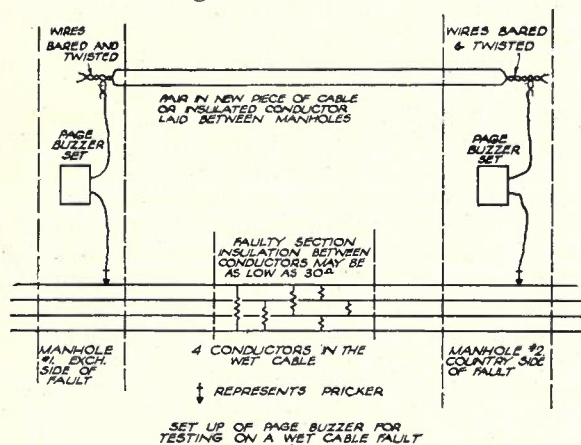 WIRES
BARED AND
TWISTED
WIRES BARED
& TWISTED
PAIR IN NEW PIECE OF CABLE
OR INSULATED CONDUCTOR
LAID BETWEEN MANHOLES
PAGE
BUZZER
SET
PAGE
BUZZER
SET
FAULTY SECTION
INSULATION BETWEEN
CONDUCTORS MAY BE
AS LOW AS 30Ω
MANHOLE
#1. EXCH.
SIDE OF
FAULT
4 CONDUCTORS IN THE
WET CABLE
MANHOLE #2
COUNTRY SIDE
OF FAULT
REPRESENTS PRICKER
SET UP OF PAGE BUZZER FOR
TESTING ON A WET CABLE FAULT